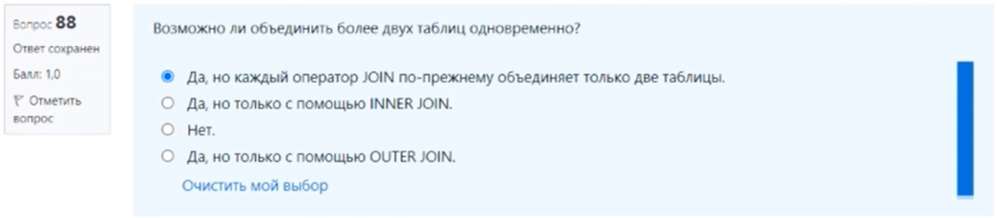 Вопрос 88
Ответ сохранен
Балл: 1,0
Отметить
вопрос
Возможно ли объединить более двух таблиц одновременно?
Да, но каждый оператор JOIN по-прежнему объединяет только две таблицы.
Да, но только с помощью INNER JOIN.
Нет.
Да, но только с помощью OUTER JOIN.
Очистить мой выбор